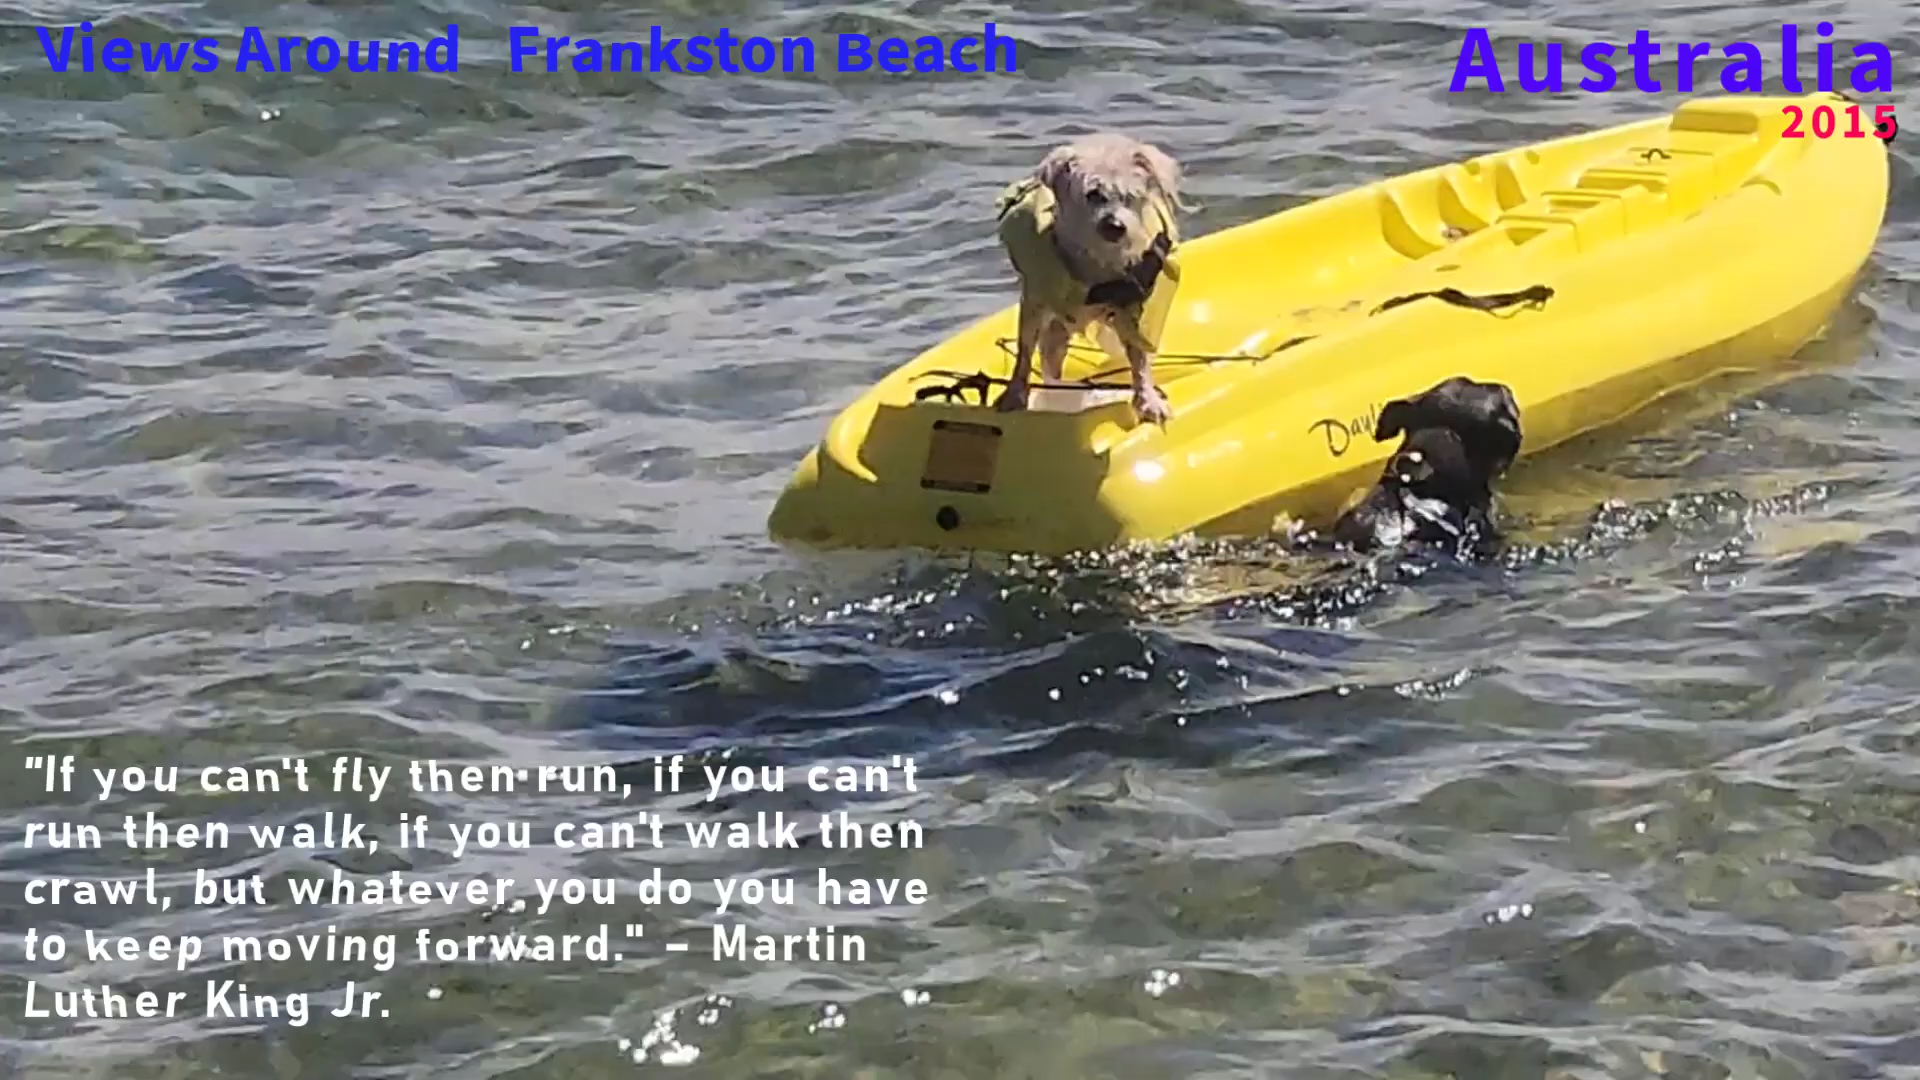 Views Around Frankston Beach
Australia
2015
"If you can't fly then run, if you can't
run then walk, if you can't walk then
crawl, but whatever you do you have
to keep moving forward." – Martin
Luther King Jr.